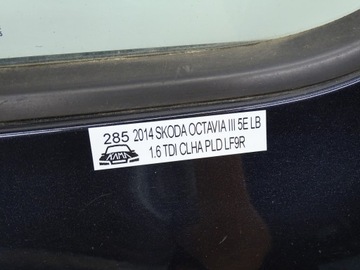 285 2014 SKODA OCTAVIA III 5E LB
1.6 TDI CLHA PLD LF9R